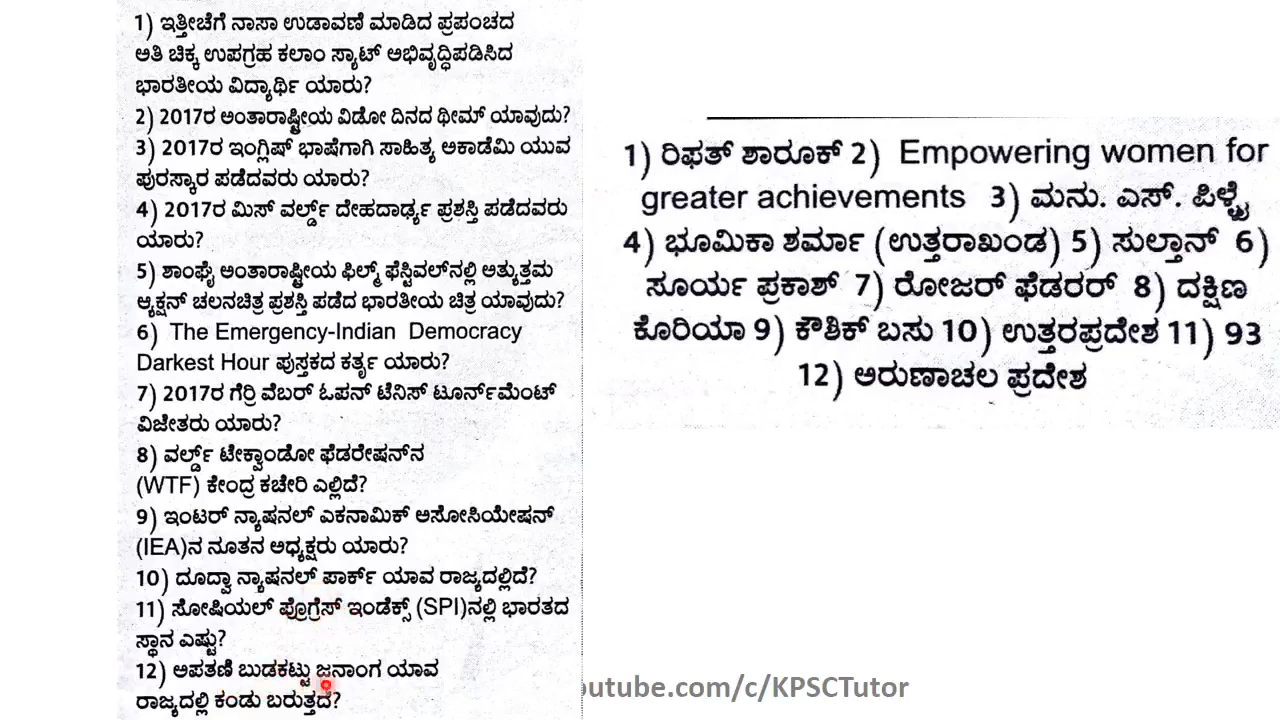 1) ಇತ್ತೀಚೆಗೆ ನಾಸಾ ಉಡಾವಣೆ ಮಾಡಿದ ಪ್ರಪಂಚದ
ಅತಿ ಚಿಕ್ಕ ಉಪಗ್ರಹ ಕಲಾಂ ಸ್ಯಾಟ್ ಅಭಿವೃದ್ಧಿಪಡಿಸಿದ
ಭಾರತೀಯ ವಿದ್ಯಾರ್ಥಿ ಯಾರು?
2) 2017ರ ಅಂತಾರಾಷ್ಟ್ರೀಯ ವಿಡೋ ದಿನದ ಥೀಮ್ ಯಾವುದು?
3) 2017ರ ಇಂಗ್ಲಿಷ್ ಭಾಷೆಗಾಗಿ ಸಾಹಿತ್ಯ ಅಕಾಡೆಮಿ ಯುವ
ಪುರಸ್ಕಾರ ಪಡೆದವರು ಯಾರು?
4) 2017ರ ಮಿಸ್ ವರ್ಲ್ಡ್ ದೇಹದಾರ್ಢ್ಯ ಪ್ರಶಸ್ತಿ ಪಡೆದವರು
ಯಾರು?
5) ಶಾಂಘೈ ಅಂತಾರಾಷ್ಟ್ರೀಯ ಫಿಲ್ಮ್ ಫೆಸ್ಟಿವಲ್‌ನಲ್ಲಿ ಅತ್ಯುತ್ತಮ
ಆ್ಯಕ್ಷನ್ ಚಲನಚಿತ್ರ ಪ್ರಶಸ್ತಿ ಪಡೆದ ಭಾರತೀಯ ಚಿತ್ರ ಯಾವುದು?
6) The Emergency-Indian Democracy
Darkest Hour ಪುಸ್ತಕದ ಕರ್ತೃ ಯಾರು?
7) 2017ರ ಗೆರ್ರಿ ವೆಬರ್ ಓಪನ್ ಟೆನಿಸ್ ಟೂರ್ನ್‌ಮೆಂಟ್
ವಿಜೇತರು ಯಾರು?
8) ವರ್ಲ್ಡ್ ಟೇಕ್ವಾಂಡೋ ಫೆಡರೇಷನ್‌ನ
(WTF) ಕೇಂದ್ರ ಕಚೇರಿ ಎಲ್ಲಿದೆ?
9) ಇಂಟರ್ ನ್ಯಾಷನಲ್ ಎಕನಾಮಿಕ್ ಅಸೋಸಿಯೇಷನ್
(IEA)ನ ನೂತನ ಅಧ್ಯಕ್ಷರು ಯಾರು?
10) ದೂದ್ವಾ ನ್ಯಾಷನಲ್ ಪಾರ್ಕ್ ಯಾವ ರಾಜ್ಯದಲ್ಲಿದೆ?
11) ಸೋಷಿಯಲ್ ಪ್ರೊಗ್ರೆಸ್ ಇಂಡೆಕ್ಸ್ (SPI)ನಲ್ಲಿ ಭಾರತದ
ಸ್ಥಾನ ಎಷ್ಟು?
12) ಅಪತಣಿ ಬುಡಕಟ್ಟು ಜನಾಂಗ ಯಾವ
ರಾಜ್ಯದಲ್ಲಿ ಕಂಡು ಬರುತ್ತದೆ?
1) ರಿಫತ್ ಶಾರೂಕ್ 2) Empowering women for
greater achievements 3) ಮನು. ಎಸ್. ಪಿಳ್ಳೈ
4) ಭೂಮಿಕಾ ಶರ್ಮಾ (ಉತ್ತರಾಖಂಡ) 5) ಸುಲ್ತಾನ್ 6)
ಸೂರ್ಯ ಪ್ರಕಾಶ್ 7) ರೋಜರ್ ಫೆಡರರ್ 8) ದಕ್ಷಿಣ
ಕೊರಿಯಾ 9) ಕೌಶಿಕ್ ಬಸು 10) ಉತ್ತರಪ್ರದೇಶ 11) 93
12) ಅರುಣಾಚಲ ಪ್ರದೇಶ
outube.com/c/KPSCTutor